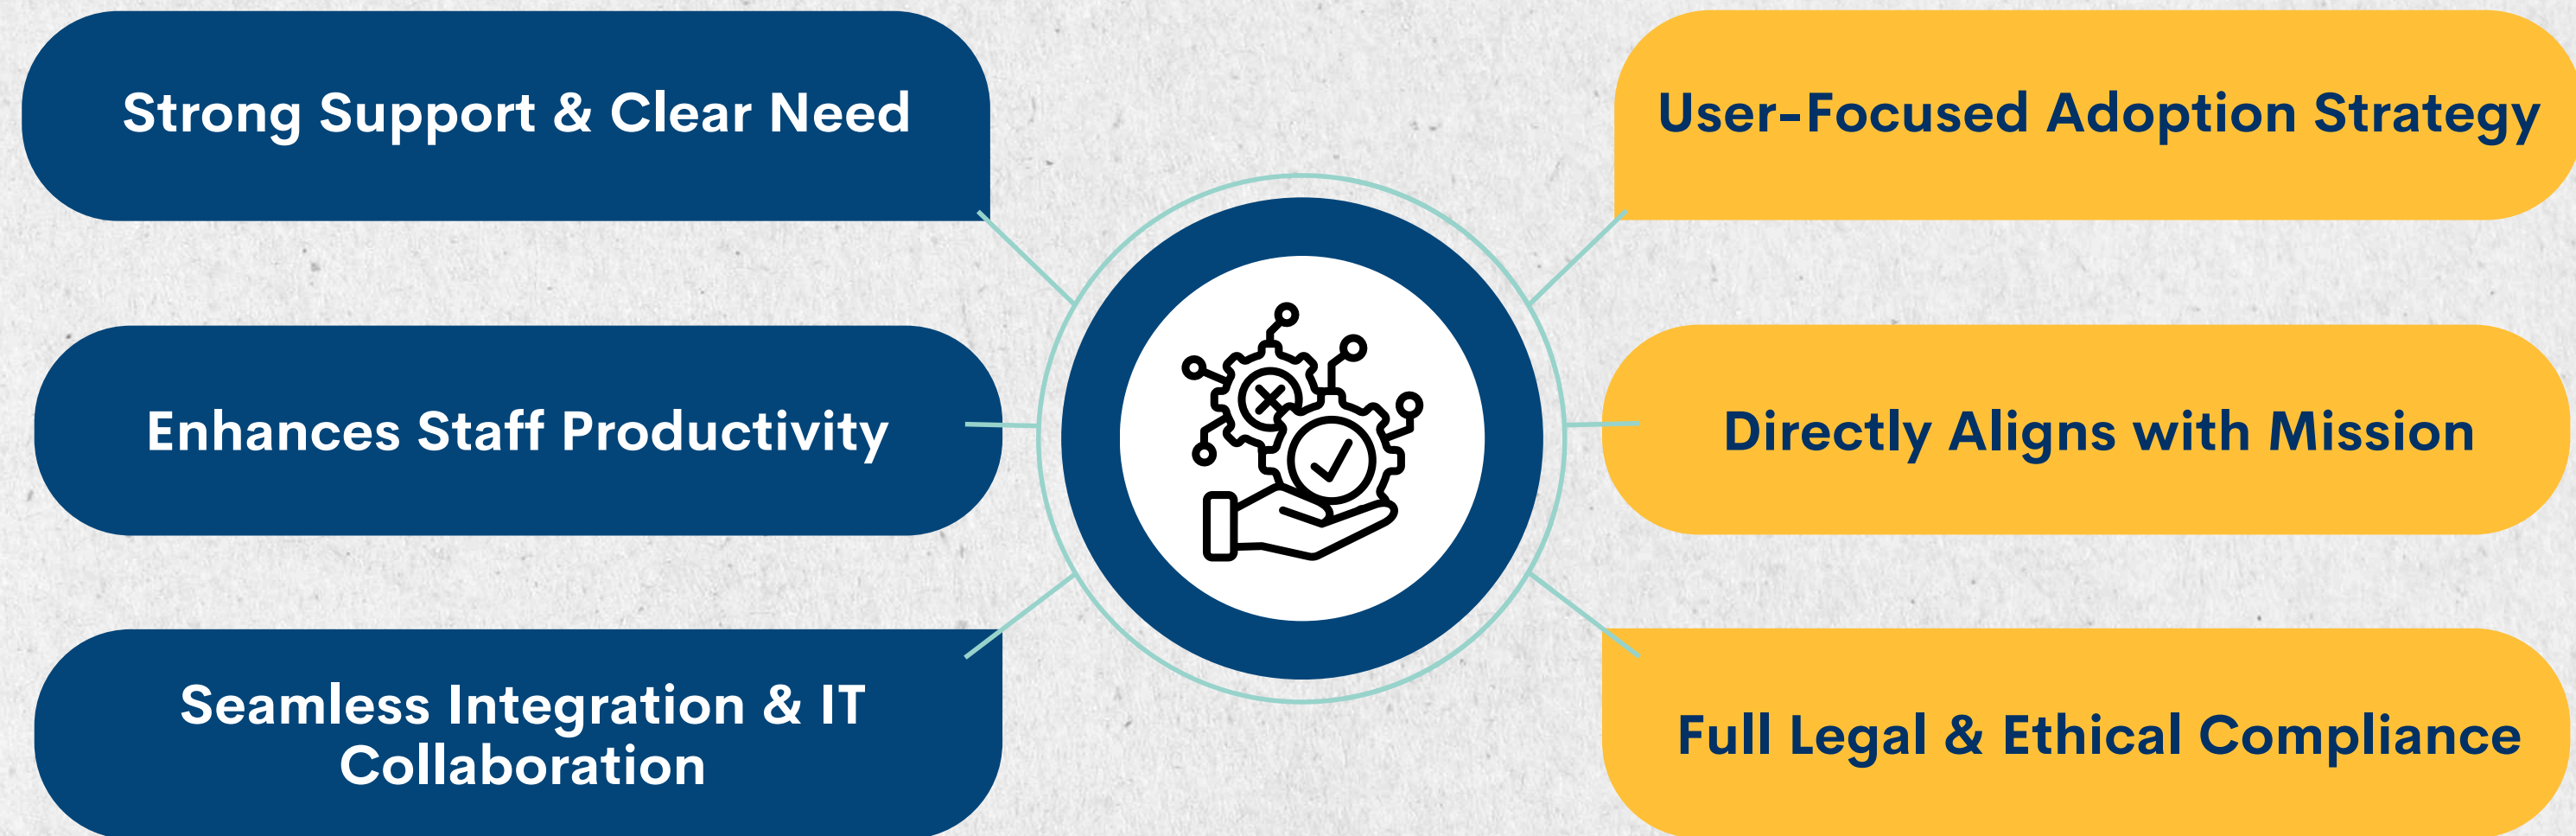 Strong Support & Clear Need
Enhances Staff Productivity
Seamless Integration & IT
Collaboration
User-Focused Adoption Strategy
Directly Aligns with Mission
Full Legal & Ethical Compliance